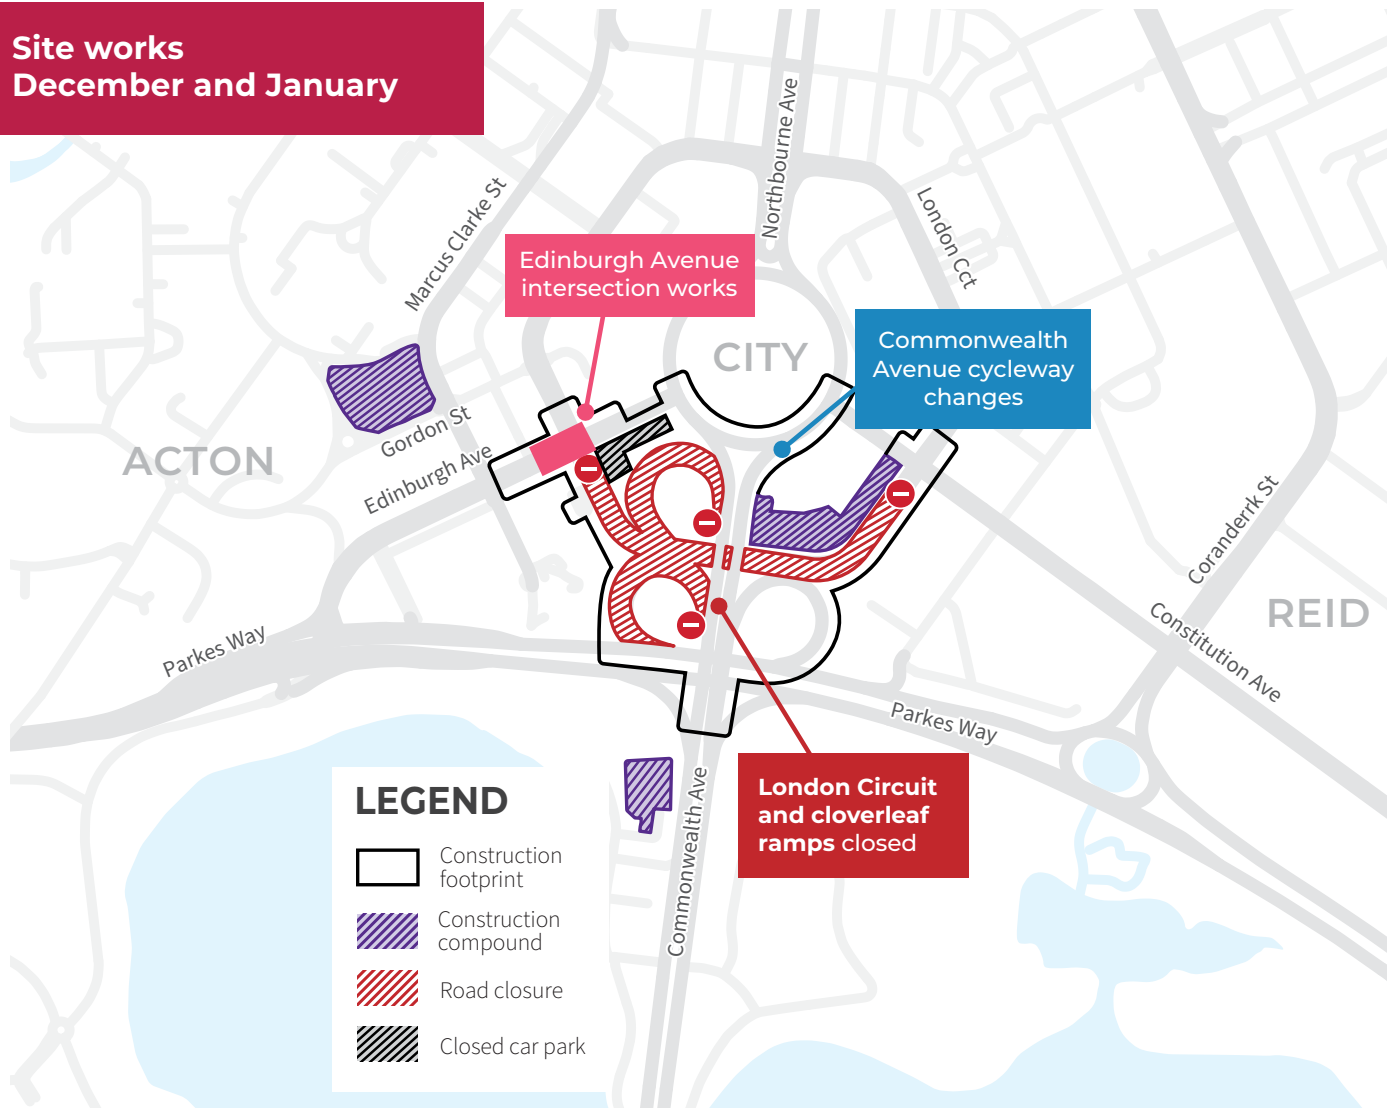 Site works
December and January
Northbourne Ave
Marcus Clarke St
London Cct
Edinburgh Avenue
intersection works
CITY
Commonwealth
Avenue cycleway
changes
Gordon St
ACTON
Edinburgh Ave
Coranderrk St
REID
Constitution Ave
Parkes Way
Parkes Way
Commonwealth Ave
London Circuit
and cloverleaf
ramps closed
LEGEND
Construction
footprint
Construction
compound
Road closure
Closed car park